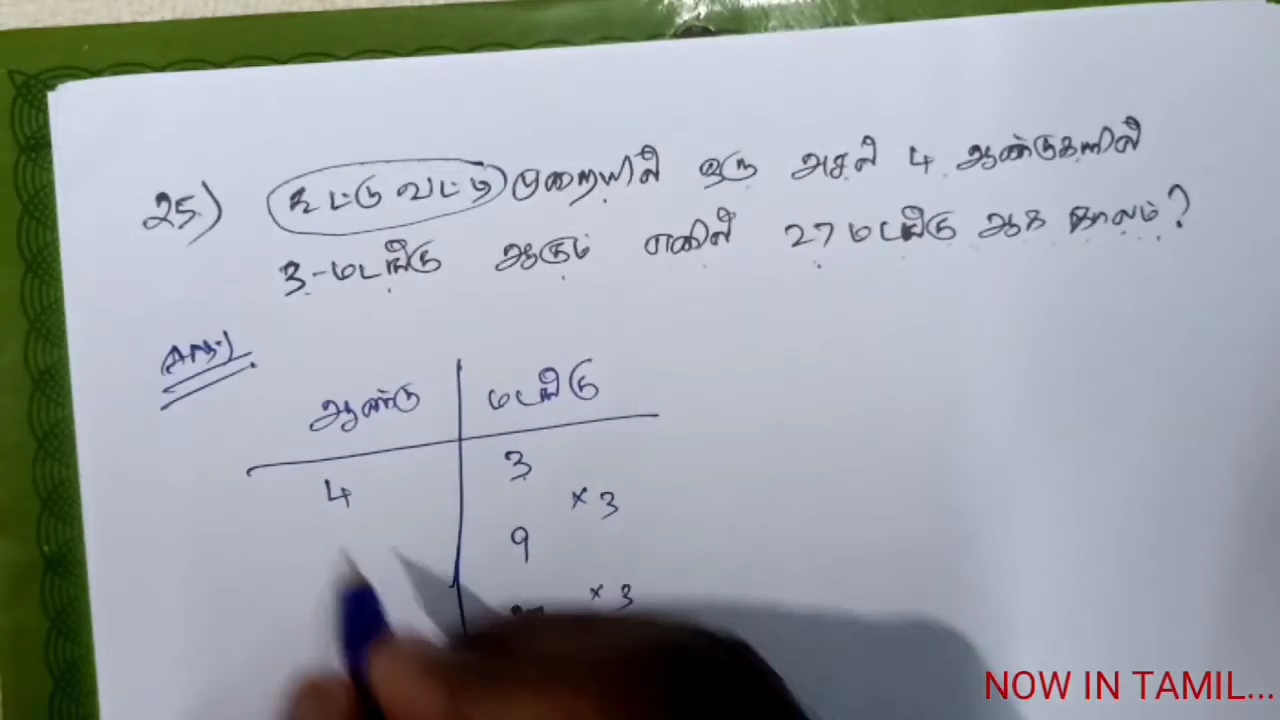 25) கூட்டு வட்டி முறையில் ஒரு அசல் 4 ஆண்டுகளில்
3-மடங்கு ஆகும் எனில் 27 மடங்கு ஆக காலம்?
Ans:-)
ஆண்டு மடங்கு
4 3
×3
9
×3
NOW IN TAMIL...